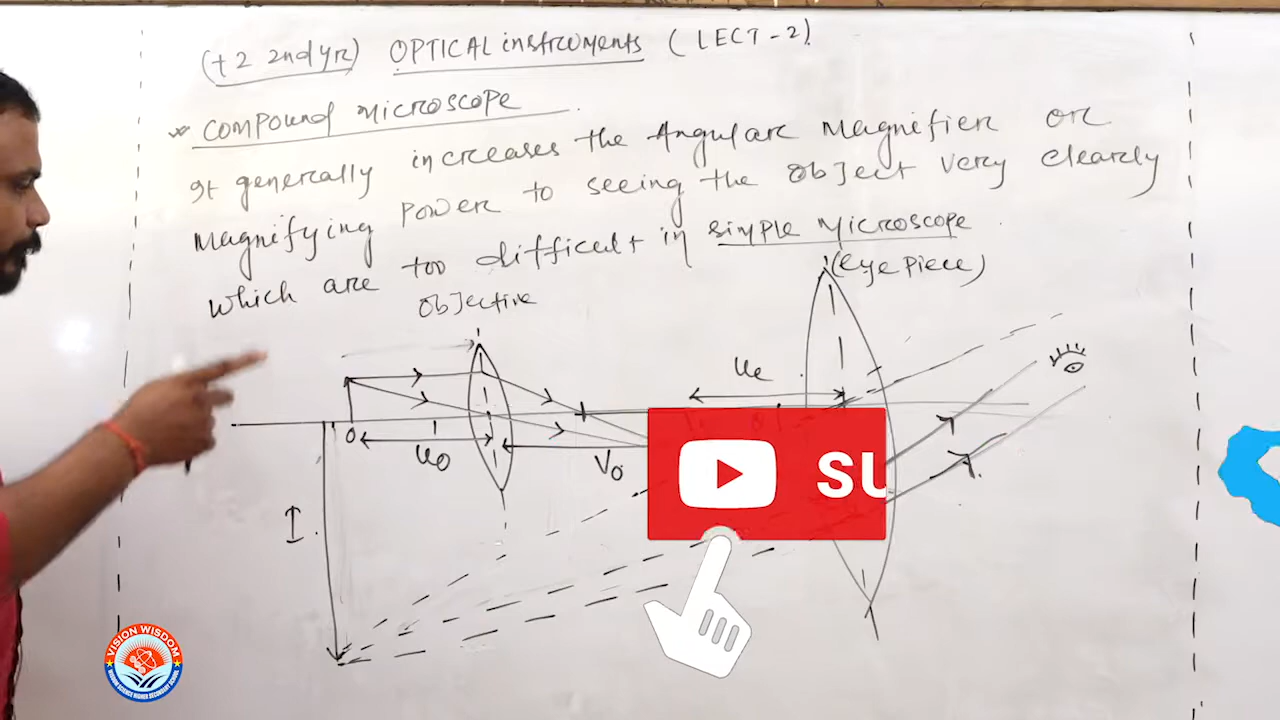 (+2 2nd yr) OPTICAL instruments (LECT-2)
Compound Microscope
It generally increases the Angular Magnifier or
Magnifying power to seeing the object very clearly
which are too difficult in simple Microscope
(eye piece)
objective
ue
o
uo
vo
I
SU
VISION WISDOM